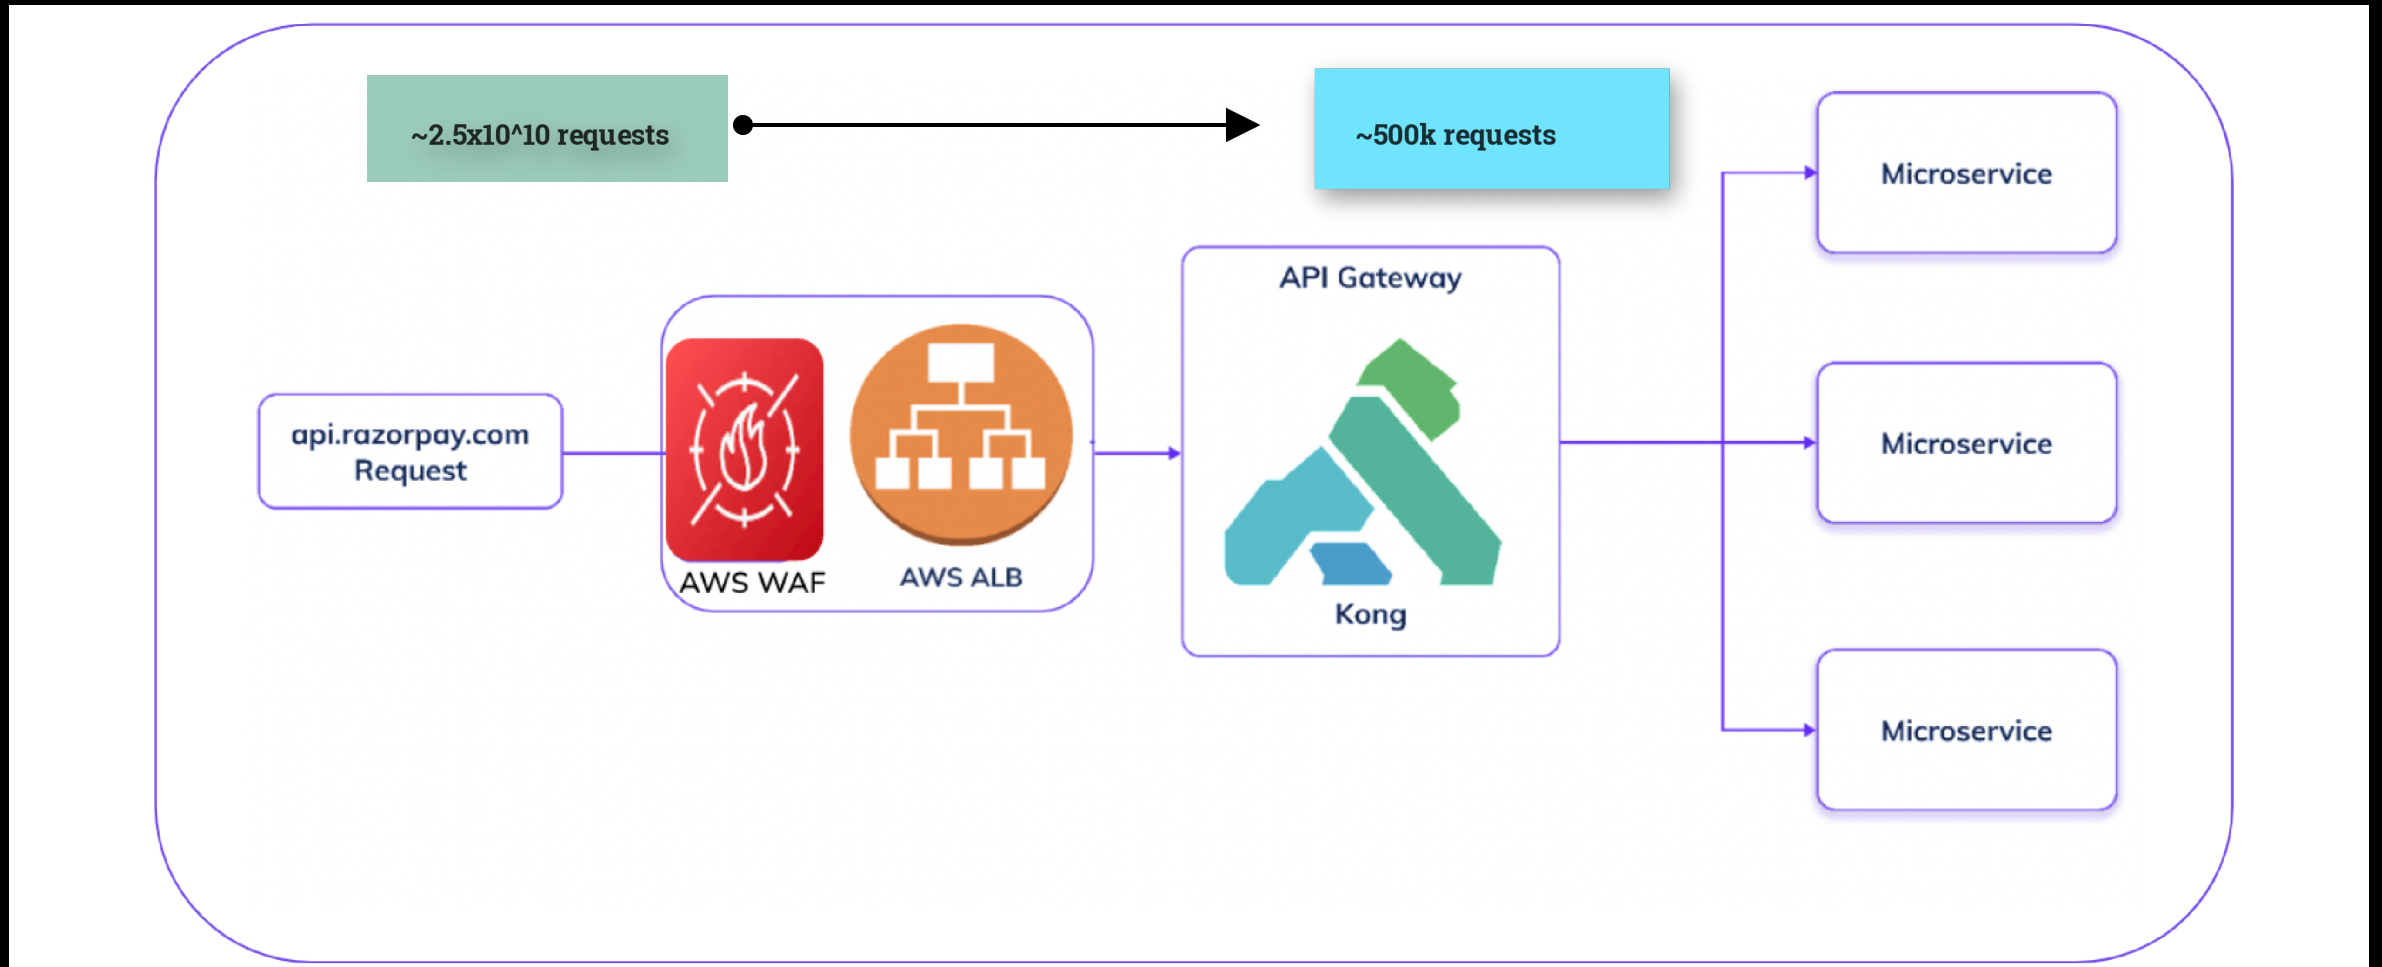 ~2.5x10^10 requests
~500k requests
Microservice
API Gateway
api.razorpay.com
Request
AWS WAF
AWS ALB
Kong
Microservice
Microservice